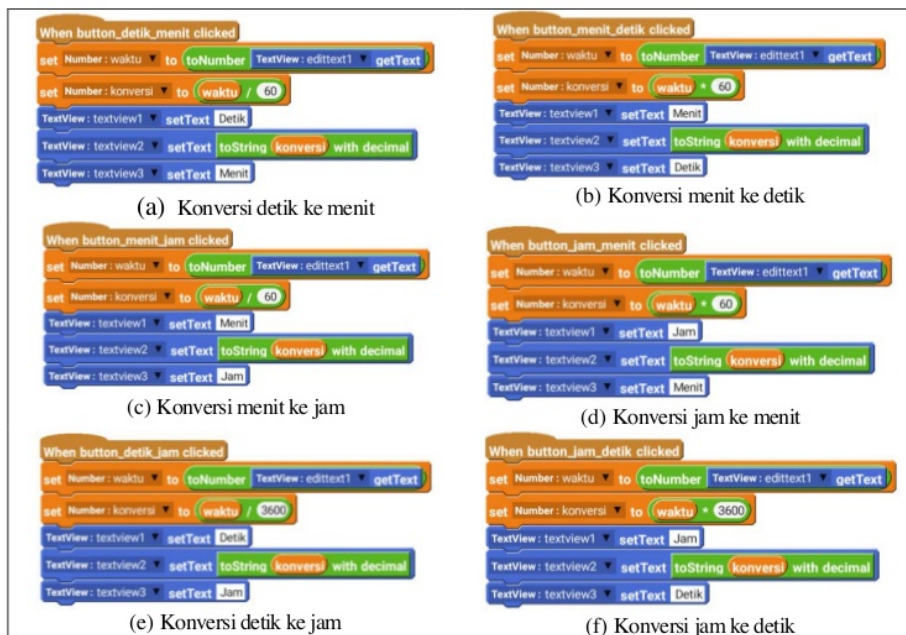 When button_detik_menit clicked
set Number : waktu to toNumber TextView : edittext1 getText
set Number : konversi to waktu / 60
TextView : textview1 setText Detik
TextView : textview2 setText toString konversi with decimal
TextView : textview3 setText Menit
(a) Konversi detik ke menit
When button_menit_detik clicked
set Number : waktu to toNumber TextView : edittext1 getText
set Number : konversi to waktu * 60
TextView : textview1 setText Menit
TextView : textview2 setText toString konversi with decimal
TextView : textview3 setText Detik
(b) Konversi menit ke detik
When button_menit_jam clicked
set Number : waktu to toNumber TextView : edittext1 getText
set Number : konversi to waktu / 60
TextView : textview1 setText Menit
TextView : textview2 setText toString konversi with decimal
TextView : textview3 setText Jam
(c) Konversi menit ke jam
When button_jam_menit clicked
set Number : waktu to toNumber TextView : edittext1 getText
set Number : konversi to waktu * 60
TextView : textview1 setText Jam
TextView : textview2 setText toString konversi with decimal
TextView : textview3 setText Menit
(d) Konversi jam ke menit
When button_detik_jam clicked
set Number : waktu to toNumber TextView : edittext1 getText
set Number : konversi to waktu / 3600
TextView : textview1 setText Detik
TextView : textview2 setText toString konversi with decimal
TextView : textview3 setText Jam
(e) Konversi detik ke jam
When button_jam_detik clicked
set Number : waktu to toNumber TextView : edittext1 getText
set Number : konversi to waktu * 3600
TextView : textview1 setText Jam
TextView : textview2 setText toString konversi with decimal
TextView : textview3 setText Detik
(f) Konversi jam ke detik